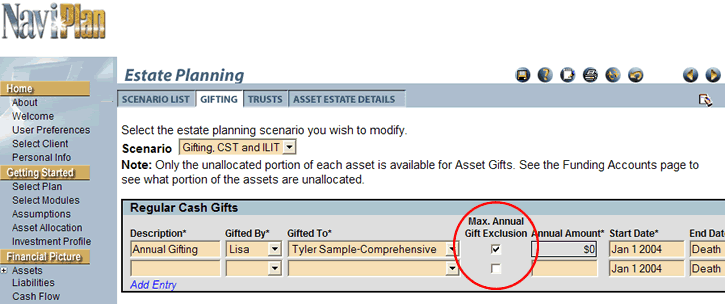 NaviPlan
Estate Planning
Home
About
Welcome
User Preferences
Select Client
Personal Info
Getting Started
Select Plan
Select Modules
Assumptions
Asset Allocation
Investment Profile
Financial Picture
Assets
Liabilities
Cash Flow
SCENARIO LIST GIFTING TRUSTS ASSET ESTATE DETAILS
Select the estate planning scenario you wish to modify.
Scenario Gifting, CST and ILIT
Note: Only the unallocated portion of each asset is available for Asset Gifts. See the Funding Accounts page to
see what portion of the assets are unallocated.
Regular Cash Gifts
Max. Annual
Description* Gifted By* Gifted To* Gift Exclusion Annual Amount* Start Date* End Dat
Annual Gifting Lisa Tyler Sample-Comprehensive $0 Jan 1 2004 Death
Jan 1 2004 Death
Add Entry